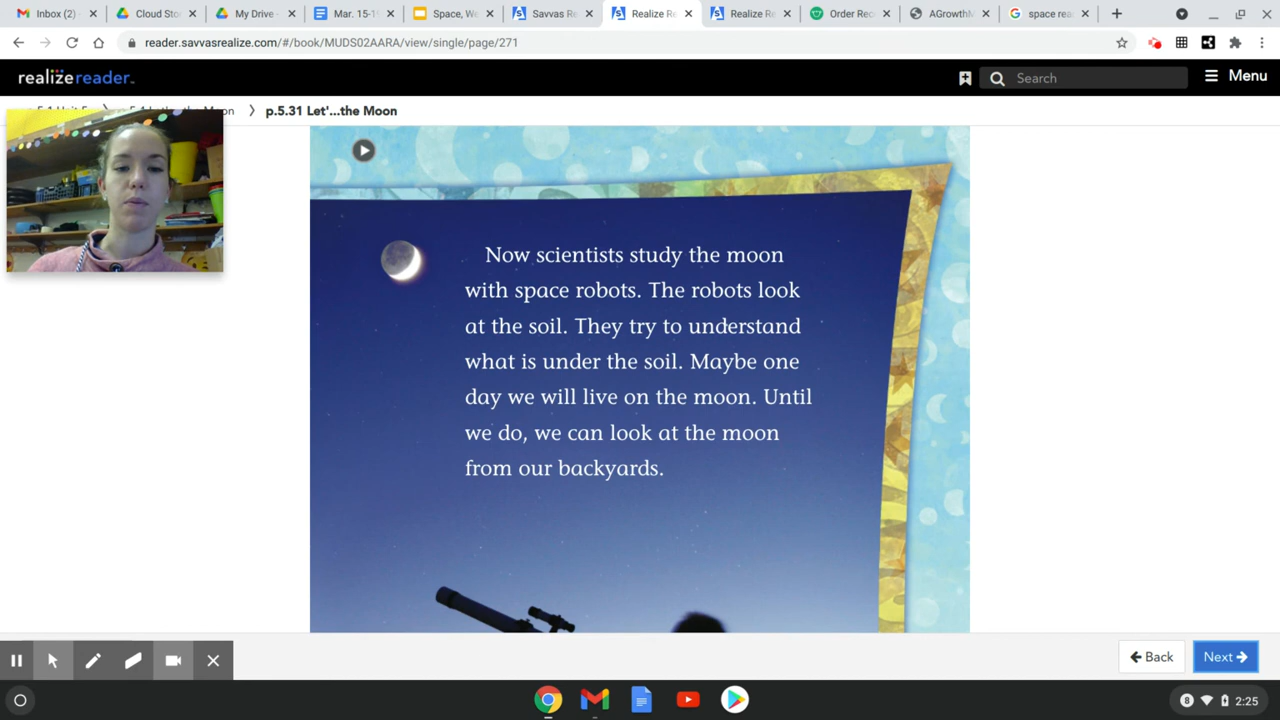 Inbox (2)
Cloud Sto
My Drive -
Mar. 15-1
Space, We
Savvas Re
Realize R
Realize Re
Order Rec
AGrowthM
space rea
reader.savvasrealize.com/#/book/MUDS02AARA/view/single/page/271
realizereader
Search
Menu
p.5.31 Let'...the Moon
Now scientists study the moon
with space robots. The robots look
at the soil. They try to understand
what is under the soil. Maybe one
day we will live on the moon. Until
we do, we can look at the moon
from our backyards.
Back
Next
8
2:25